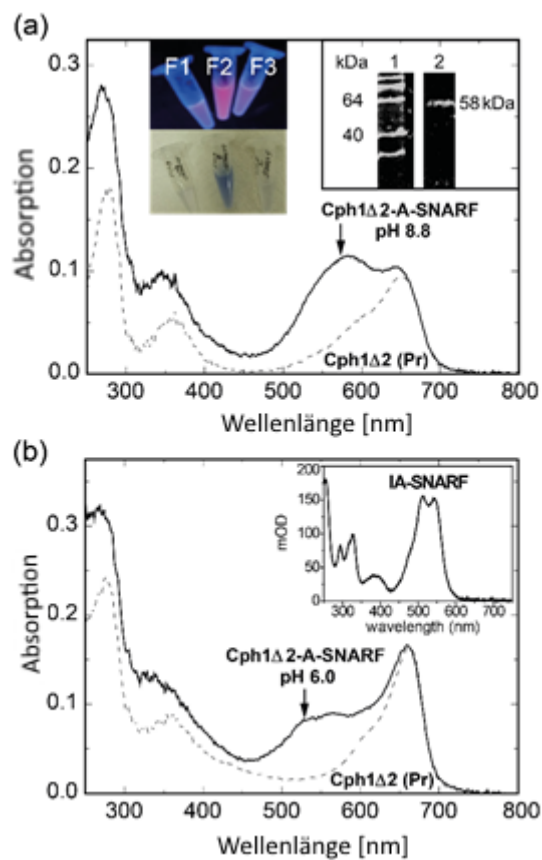 (a)
0.3
0.2
0.1
0.0
Absorption
F1 F2 F3
kDa 1 2
64
40
58 kDa
Cph1Δ2-A-SNARF
pH 8.8
Cph1Δ2 (Pr)
300 400 500 600 700 800
Wellenlänge [nm]
(b)
0.3
0.2
0.1
0.0
Absorption
IA-SNARF
200
150
100
50
0
mOD
250 300 400 500 600 700
wavelength (nm)
Cph1Δ2-A-SNARF
pH 6.0
Cph1Δ2 (Pr)
300 400 500 600 700 800
Wellenlänge [nm]